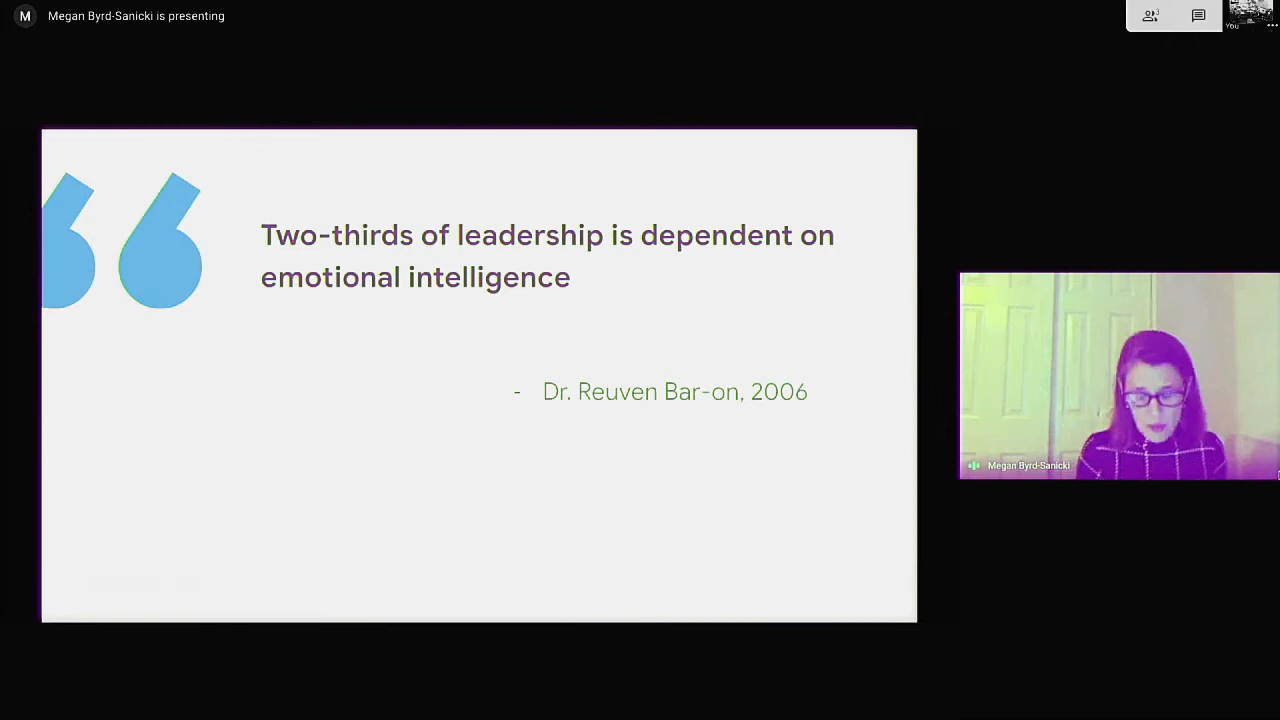 M Megan Byrd-Sanicki is presenting
You
“
Two-thirds of leadership is dependent on
emotional intelligence
- Dr. Reuven Bar-on, 2006
Megan Byrd-Sanicki